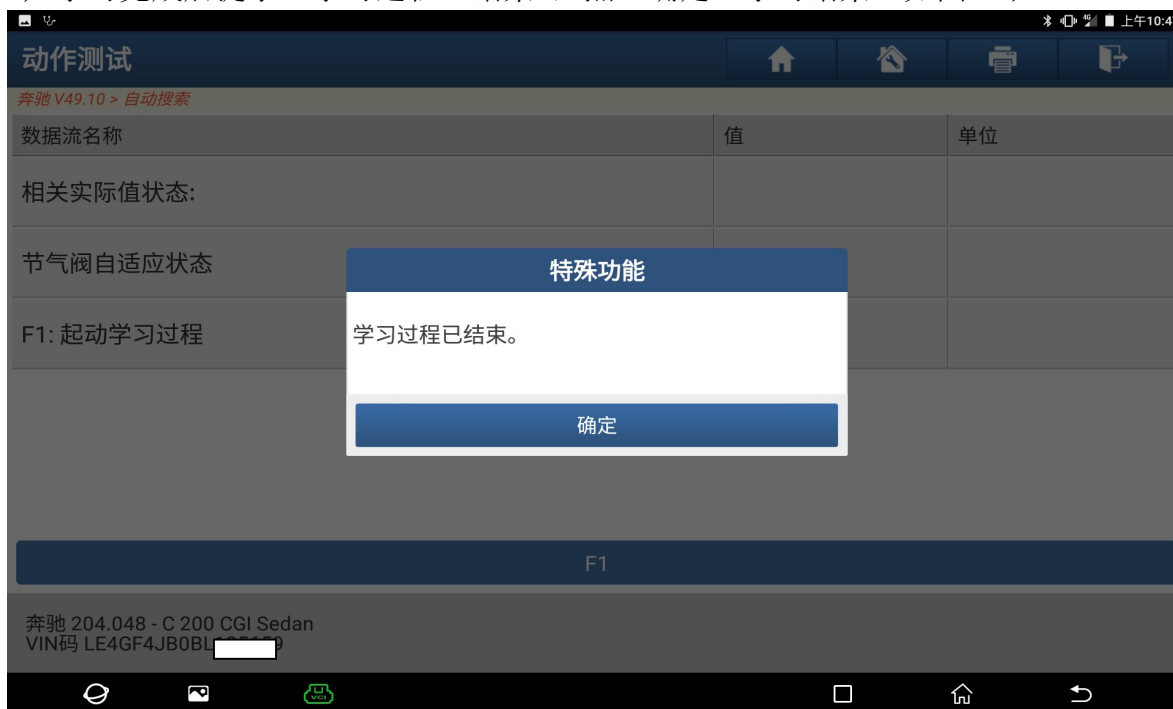 上午10:4
动作测试
奔驰 V49.10 > 自动搜索
数据流名称 值 单位
相关实际值状态:
节气阀自适应状态
特殊功能
F1: 起动学习过程
学习过程已结束。
确定
F1
奔驰 204.048 - C 200 CGI Sedan
VIN码 LE4GF4JB0BL
VCI